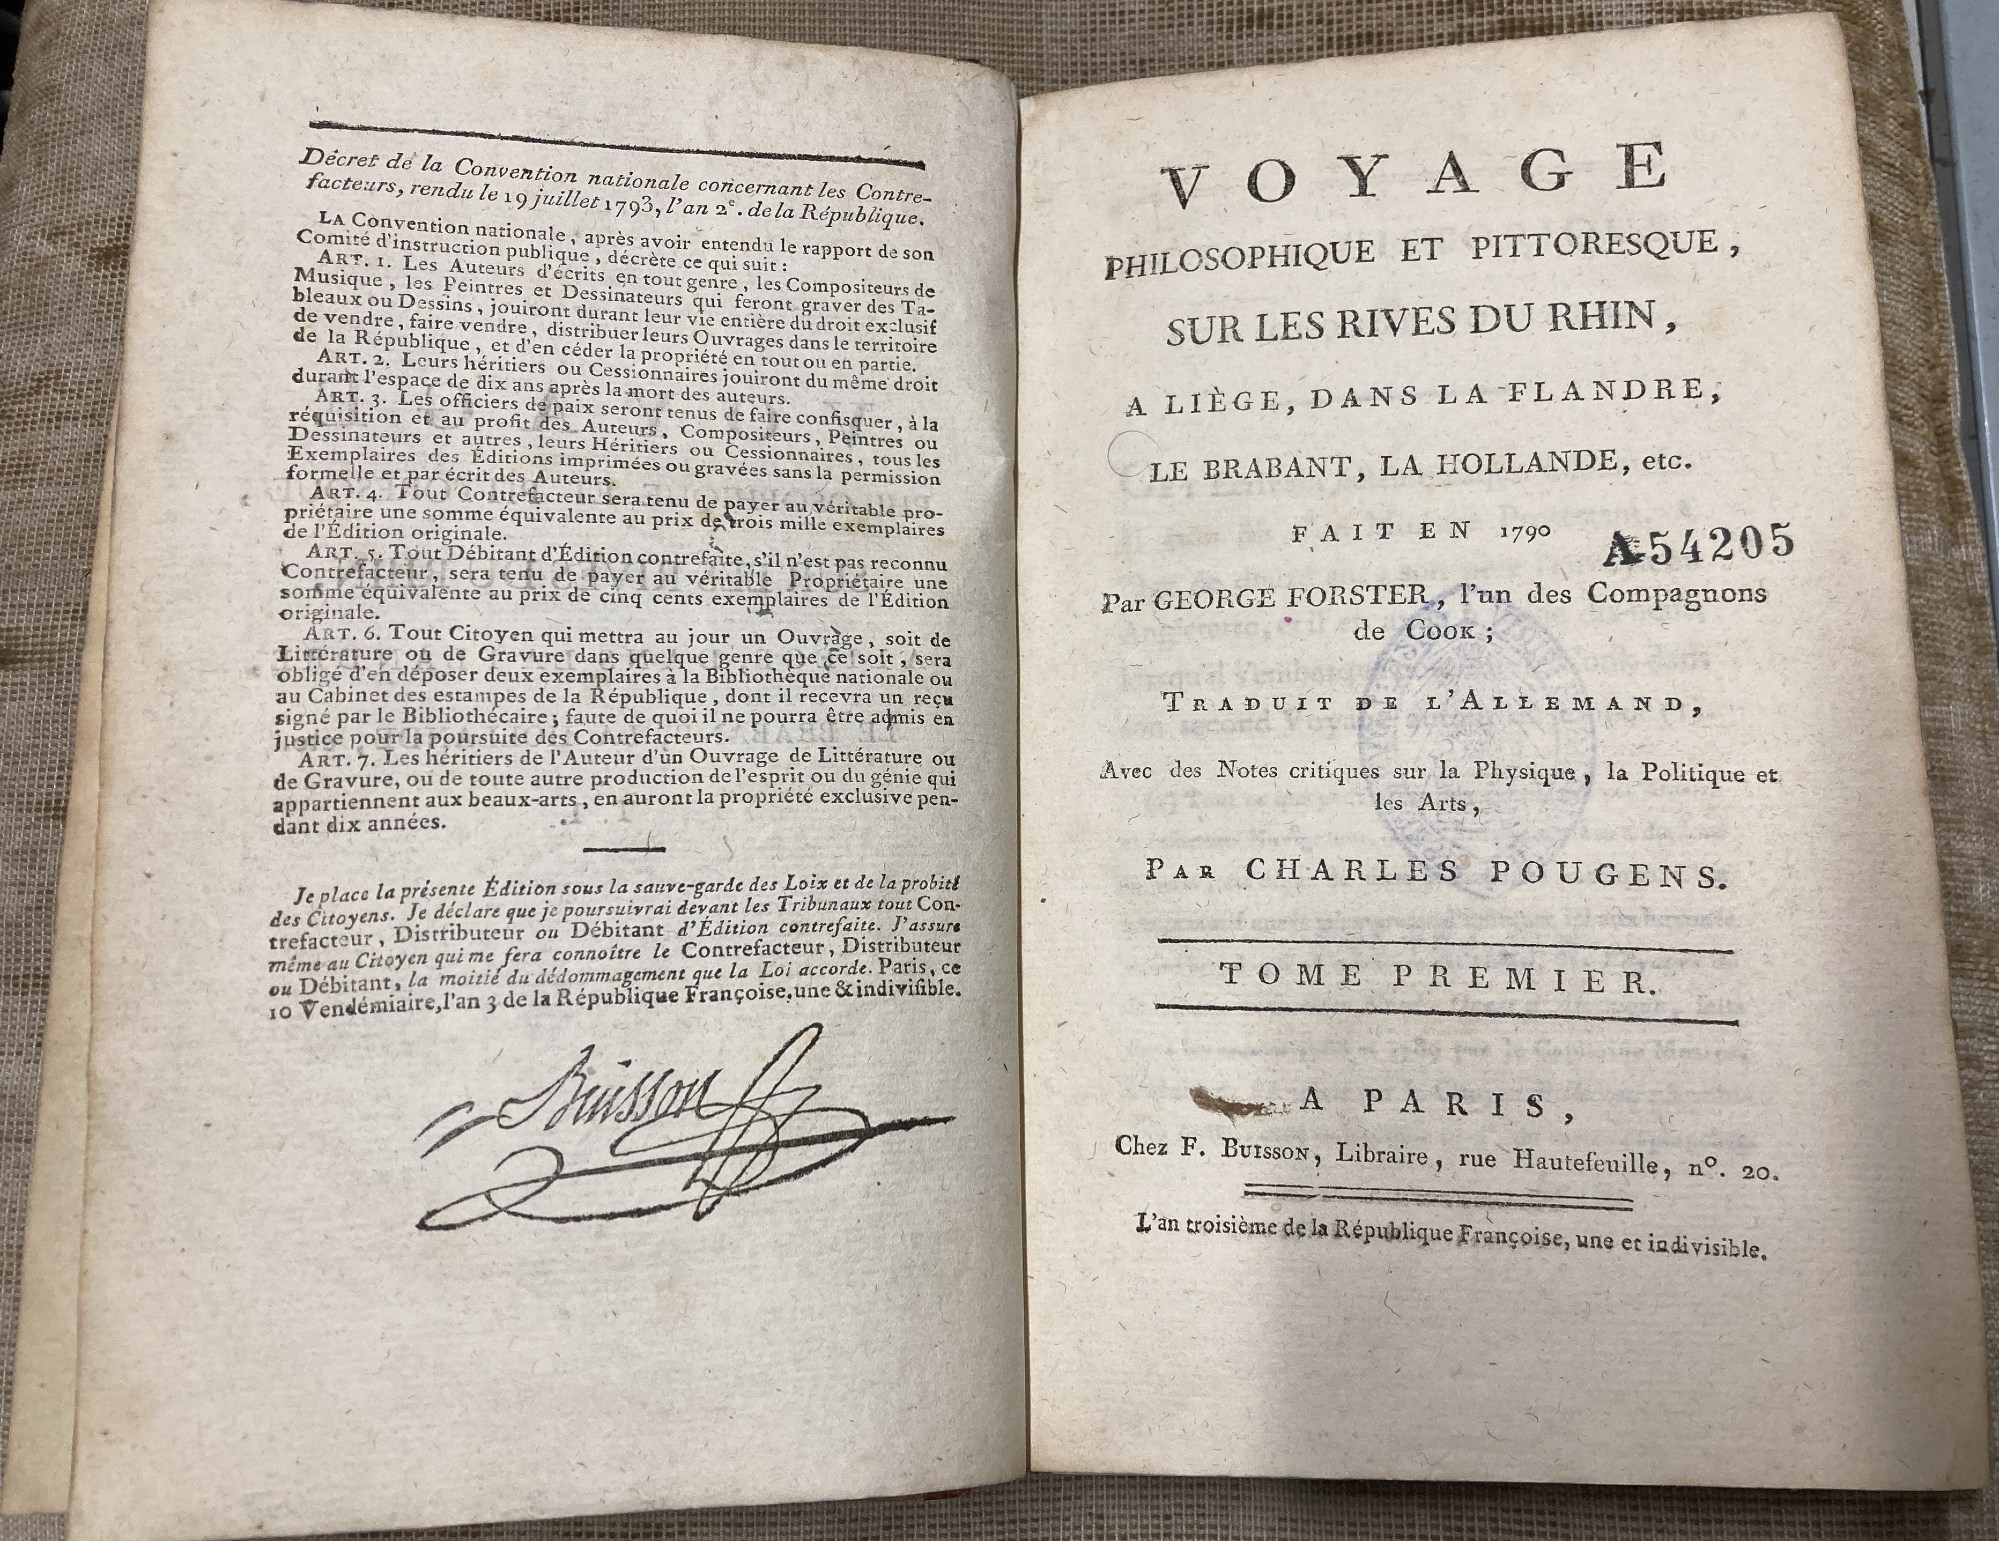 Décret de la Convention nationale concernant les Contre-
facteurs, rendu le 19 juillet 1793, l'an 2e. de la République.
LA Convention nationale, après avoir entendu le rapport de son
Comité d'instruction publique, décrète ce qui suit :
ART. 1. Les Auteurs d'écrits en tout genre, les Compositeurs de
Musique, les Peintres et Dessinateurs qui feront graver des Ta-
bleaux ou Dessins, jouiront durant leur vie entière du droit exclusif
de vendre, faire vendre, distribuer leurs Ouvrages dans le territoire
de la République, et d'en céder la propriété en tout ou en partie.
ART. 2. Leurs héritiers ou Cessionnaires jouiront du même droit
durant l'espace de dix ans après la mort des auteurs.
ART. 3. Les officiers de paix seront tenus de faire confisquer, à la
réquisition et au profit des Auteurs, Compositeurs, Peintres ou
Dessinateurs et autres, leurs Héritiers ou Cessionnaires, tous les
Exemplaires des Éditions imprimées ou gravées sans la permission
formelle et par écrit des Auteurs.
ART. 4. Tout Contrefacteur sera tenu de payer au véritable pro-
priétaire une somme équivalente au prix de trois mille exemplaires
de l'Édition originale.
ART. 5. Tout Débitant d'Édition contrefaite, s'il n'est pas reconnu
Contrefacteur, sera tenu de payer au véritable Propriétaire une
somme équivalente au prix de cinq cents exemplaires de l'Édition
originale.
ART. 6. Tout Citoyen qui mettra au jour un Ouvrage, soit de
Littérature ou de Gravure dans quelque genre que ce soit, sera
obligé d'en déposer deux exemplaires à la Bibliothèque nationale ou
au Cabinet des estampes de la République, dont il recevra un reçu
signé par le Bibliothécaire ; faute de quoi il ne pourra être admis en
justice pour la poursuite des Contrefacteurs.
ART. 7. Les héritiers de l'Auteur d'un Ouvrage de Littérature ou
de Gravure, ou de toute autre production de l'esprit ou du génie qui
appartiennent aux beaux-arts, en auront la propriété exclusive pen-
dant dix années.
Je place la présente Édition sous la sauve-garde des Loix et de la probité
des Citoyens. Je déclare que je poursuivrai devant les Tribunaux tout Con-
trefacteur, Distributeur ou Débitant d'Édition contrefaite. J'assure
même au Citoyen qui me fera connoître le Contrefacteur, Distributeur
ou Débitant, la moitié du dédommagement que la Loi accorde. Paris, ce
10 Vendémiaire, l'an 3 de la République Françoise, une & indivisible.
Buisson
VOYAGE
PHILOSOPHIQUE ET PITTORESQUE,
SUR LES RIVES DU RHIN,
A LIÈGE, DANS LA FLANDRE,
LE BRABANT, LA HOLLANDE, etc.
FAIT EN 1790
A54205
Par GEORGE FORSTER, l'un des Compagnons
de COOK ;
TRADUIT DE L'ALLEMAND,
Avec des Notes critiques sur la Physique, la Politique et
les Arts,
PAR CHARLES POUGENS.
TOME PREMIER.
A PARIS,
Chez F. BUISSON, Libraire, rue Hautefeuille, no. 20.
L'an troisième de la République Françoise, une et indivisible.